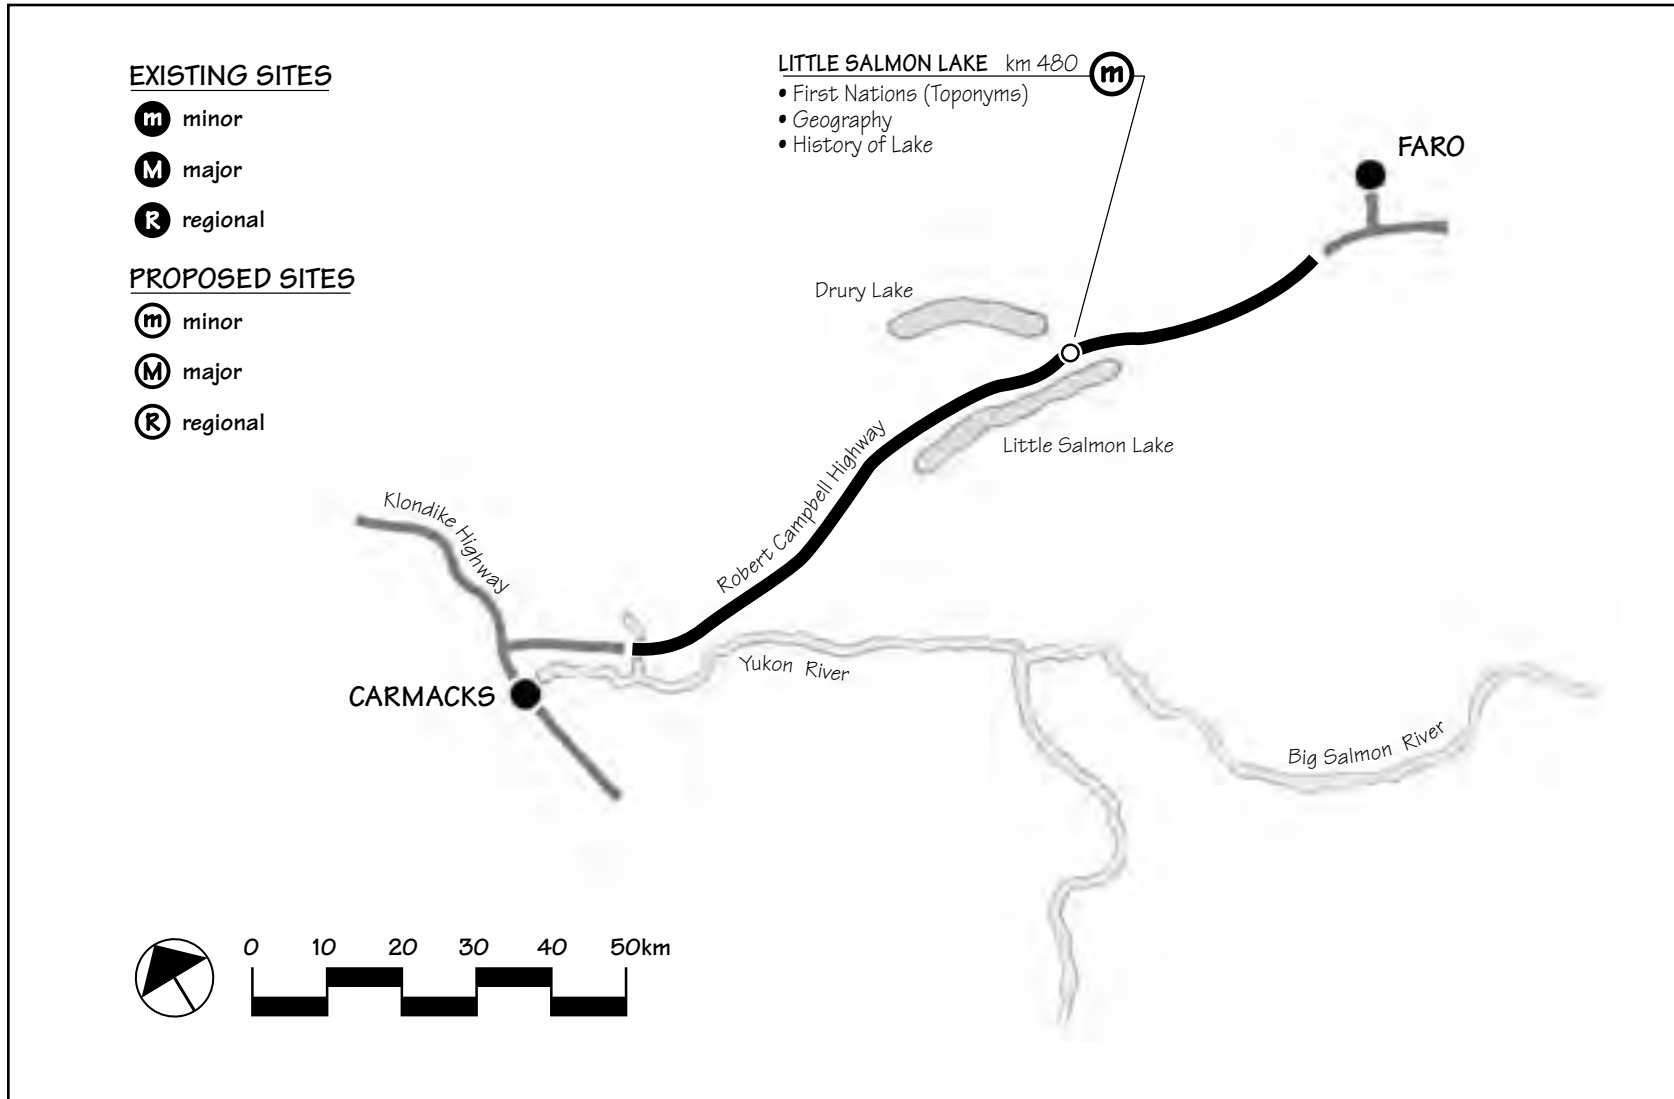 EXISTING SITES
m minor
M major
R regional
PROPOSED SITES
m minor
M major
R regional
LITTLE SALMON LAKE km 480 m
• First Nations (Toponyms)
• Geography
• History of Lake
FARO
Drury Lake
Little Salmon Lake
Robert Campbell Highway
Klondike Highway
Yukon River
CARMACKS
Big Salmon River
0 10 20 30 40 50km